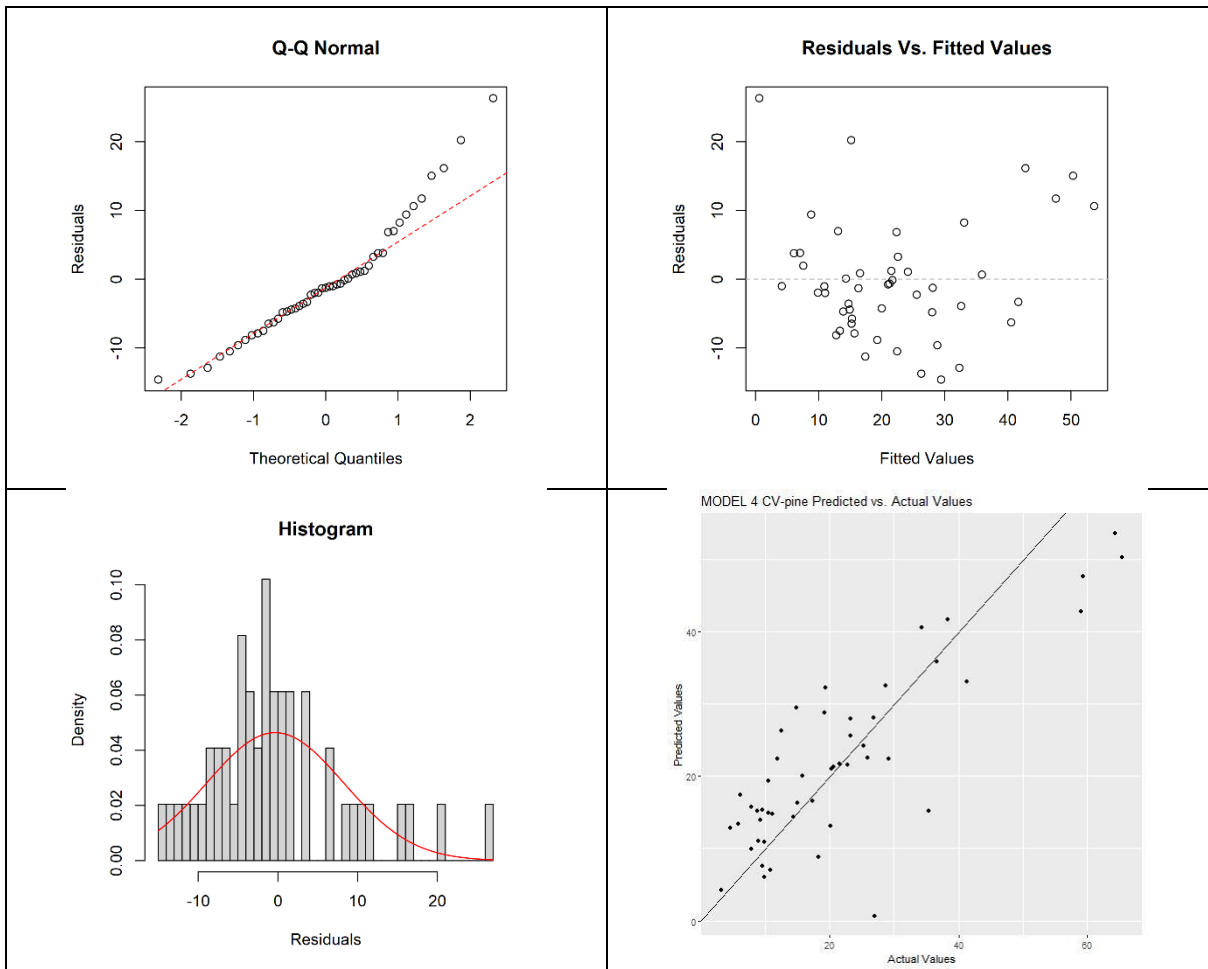 Q-Q Normal
20
10
0
-10
Residuals
-2 -1 0 1 2
Theoretical Quantiles
Residuals Vs. Fitted Values
20
10
0
-10
Residuals
0 10 20 30 40 50
Fitted Values
Histogram
0.10
0.08
0.06
0.04
0.02
0.00
Density
-10 0 10 20
Residuals
MODEL 4 CV-pine Predicted vs. Actual Values
40
20
0
Predicted Values
20 40 60
Actual Values